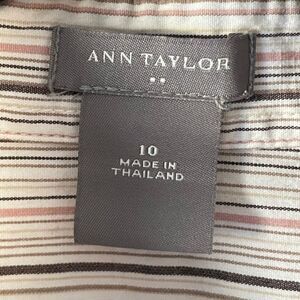 ANN TAYLOR
10
MADE IN
THAILAND